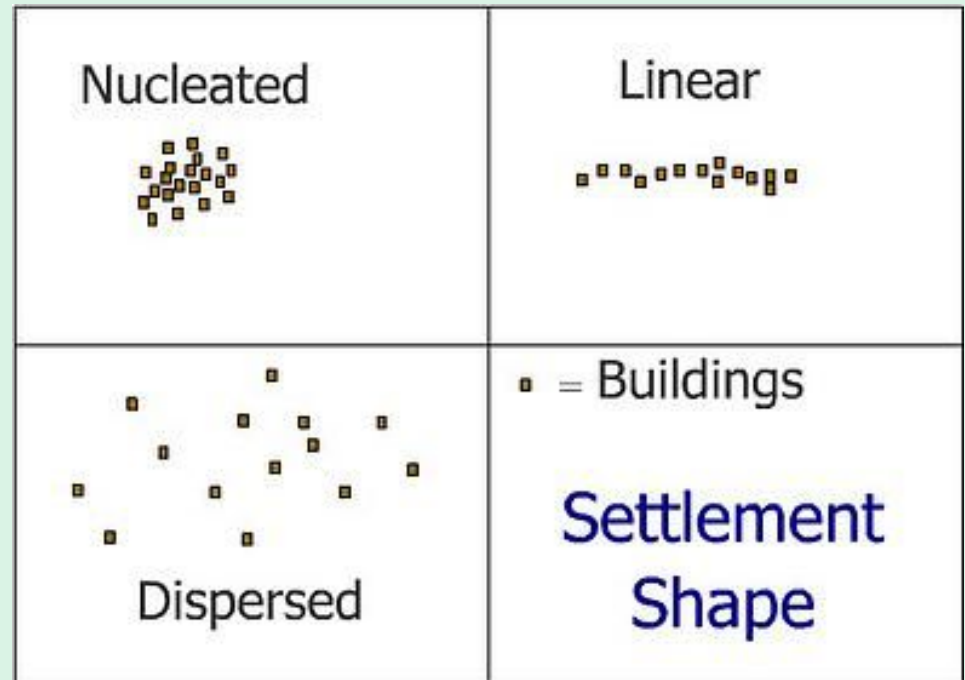 Nucleated
Linear
Dispersed
= Buildings
Settlement
Shape